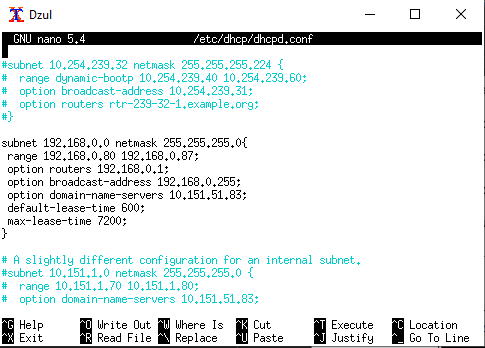 Dzul
GNU nano 5.4 /etc/dhcp/dhcpd.conf
#subnet 10.254.239.32 netmask 255.255.255.224 {
#  range dynamic-bootp 10.254.239.40 10.254.239.60;
#  option broadcast-address 10.254.239.31;
#  option routers rtr-239-32-1.example.org;
#}
subnet 192.168.0.0 netmask 255.255.255.0{
 range 192.168.0.80 192.168.0.87;
 option routers 192.168.0.1;
 option broadcast-address 192.168.0.255;
 option domain-name-servers 10.151.51.83;
 default-lease-time 600;
 max-lease-time 7200;
}
# A slightly different configuration for an internal subnet.
#subnet 10.151.1.0 netmask 255.255.255.0 {
#  range 10.151.1.70 10.151.1.80;
#  option domain-name-servers 10.151.51.83;
^G Help ^O Write Out ^W Where Is ^K Cut ^T Execute ^C Location
^X Exit ^R Read File ^\ Replace ^U Paste ^J Justify ^_ Go To Line